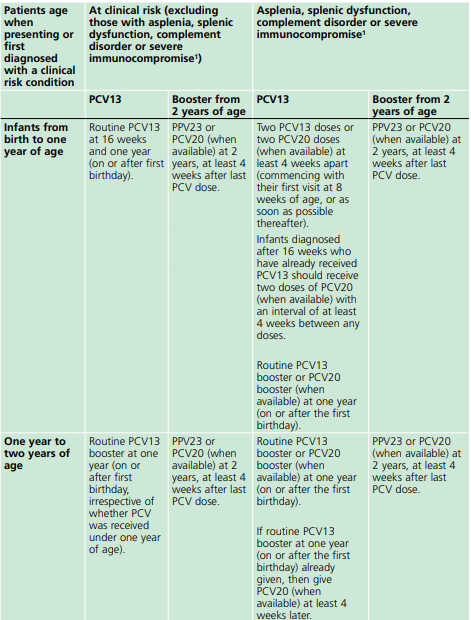 Patients age
when
presenting or
first
diagnosed
with a clinical
risk condition
At clinical risk (excluding
those with asplenia, splenic
dysfunction, complement
disorder or severe
immunocompromise¹)
Asplenia, splenic dysfunction,
complement disorder or severe
immunocompromise¹
PCV13
Booster from
2 years of age
PCV13
Booster from 2
years of age
Infants from
birth to one
year of age
Routine PCV13
at 16 weeks
and one year
(on or after first
birthday).
PPV23 or
PCV20 (when
available) at 2
years, at least 4
weeks after last
PCV dose.
Two PCV13 doses or
two PCV20 doses
(when available) at
least 4 weeks apart
(commencing with
their first visit at 8
weeks of age, or as
soon as possible
thereafter).
Infants diagnosed
after 16 weeks who
have already received
PCV13 should receive
two doses of PCV20
(when available) with
an interval of at least
4 weeks between any
doses.
Routine PCV13
booster or PCV20
booster (when
available) at one year
(on or after the first
birthday).
PPV23 or PCV20
(when available) at
2 years, at least 4
weeks after last
PCV dose.
One year to
two years of
age
Routine PCV13
booster at one
year (on or
after first
birthday,
irrespective of
whether PCV
was received
under one year
of age).
PPV23 or
PCV20 (when
available) at 2
years, at least 4
weeks after last
PCV dose.
Routine PCV13
booster or PCV20
booster (when
available) at one year
(on or after the first
birthday).
If routine PCV13
booster at one year
(on or after the first
birthday) already
given, then give
PCV20 (when
available) at least 4
weeks later.
PPV23 or PCV20
(when available) at
2 years, at least 4
weeks after last
PCV dose.